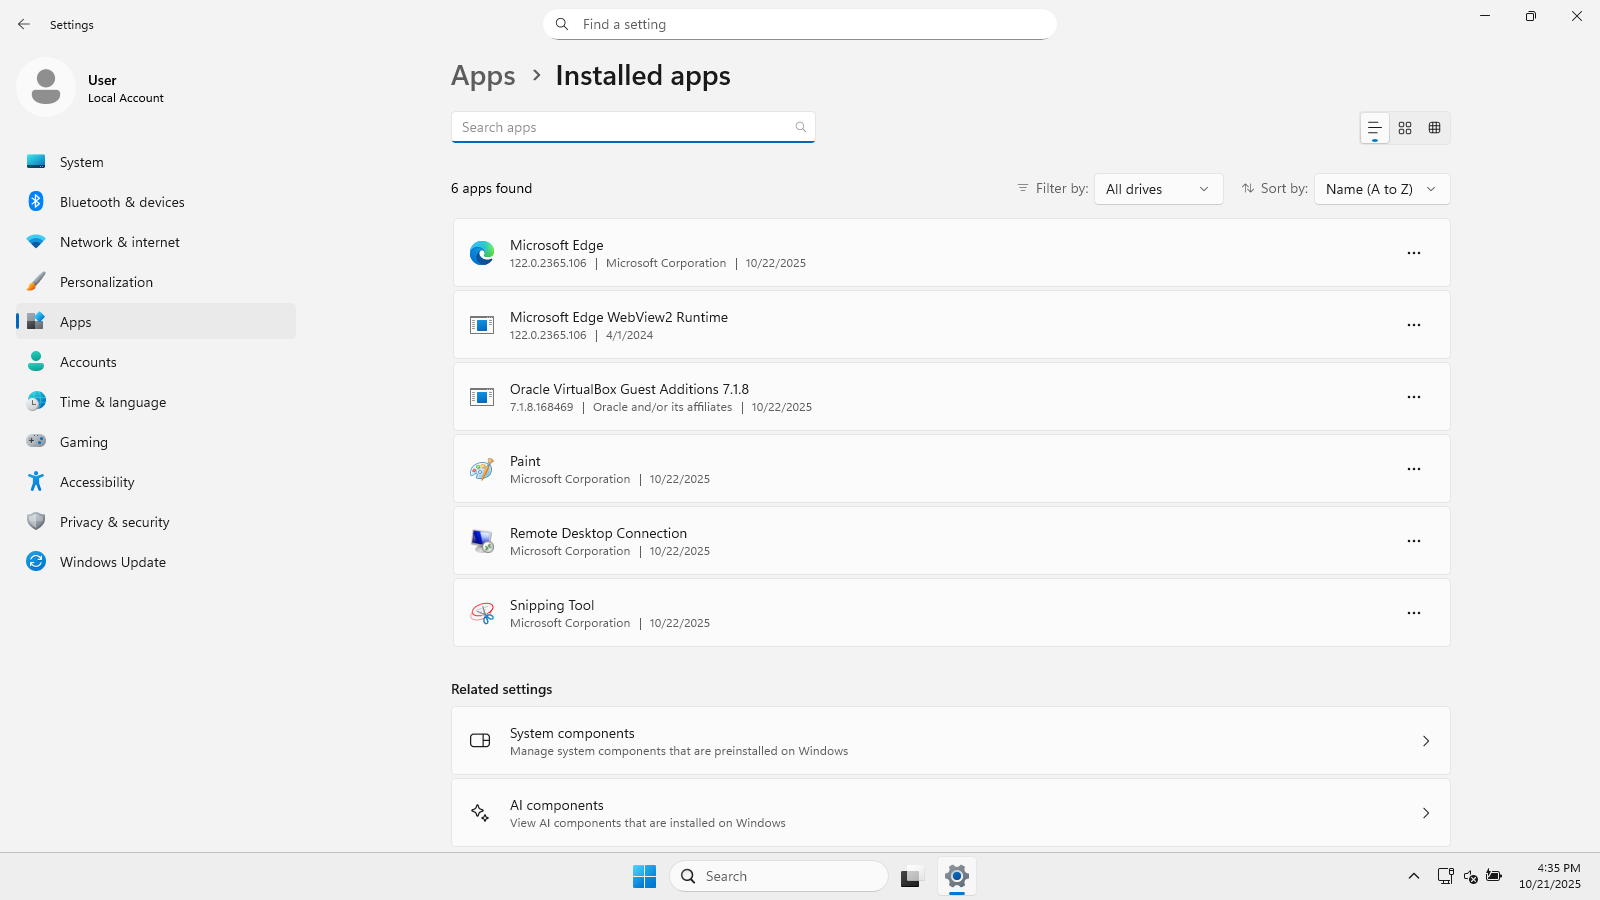 Settings
Find a setting
User
Local Account
System
Bluetooth & devices
Network & internet
Personalization
Apps
Accounts
Time & language
Gaming
Accessibility
Privacy & security
Windows Update
Apps > Installed apps
Search apps
6 apps found
Filter by: All drives
Sort by: Name (A to Z)
Microsoft Edge
122.0.2365.106 | Microsoft Corporation | 10/22/2025
Microsoft Edge WebView2 Runtime
122.0.2365.106 | 4/1/2024
Oracle VirtualBox Guest Additions 7.1.8
7.1.8.168469 | Oracle and/or its affiliates | 10/22/2025
Paint
Microsoft Corporation | 10/22/2025
Remote Desktop Connection
Microsoft Corporation | 10/22/2025
Snipping Tool
Microsoft Corporation | 10/22/2025
Related settings
System components
Manage system components that are preinstalled on Windows
AI components
View AI components that are installed on Windows
Search
4:35 PM
10/21/2025